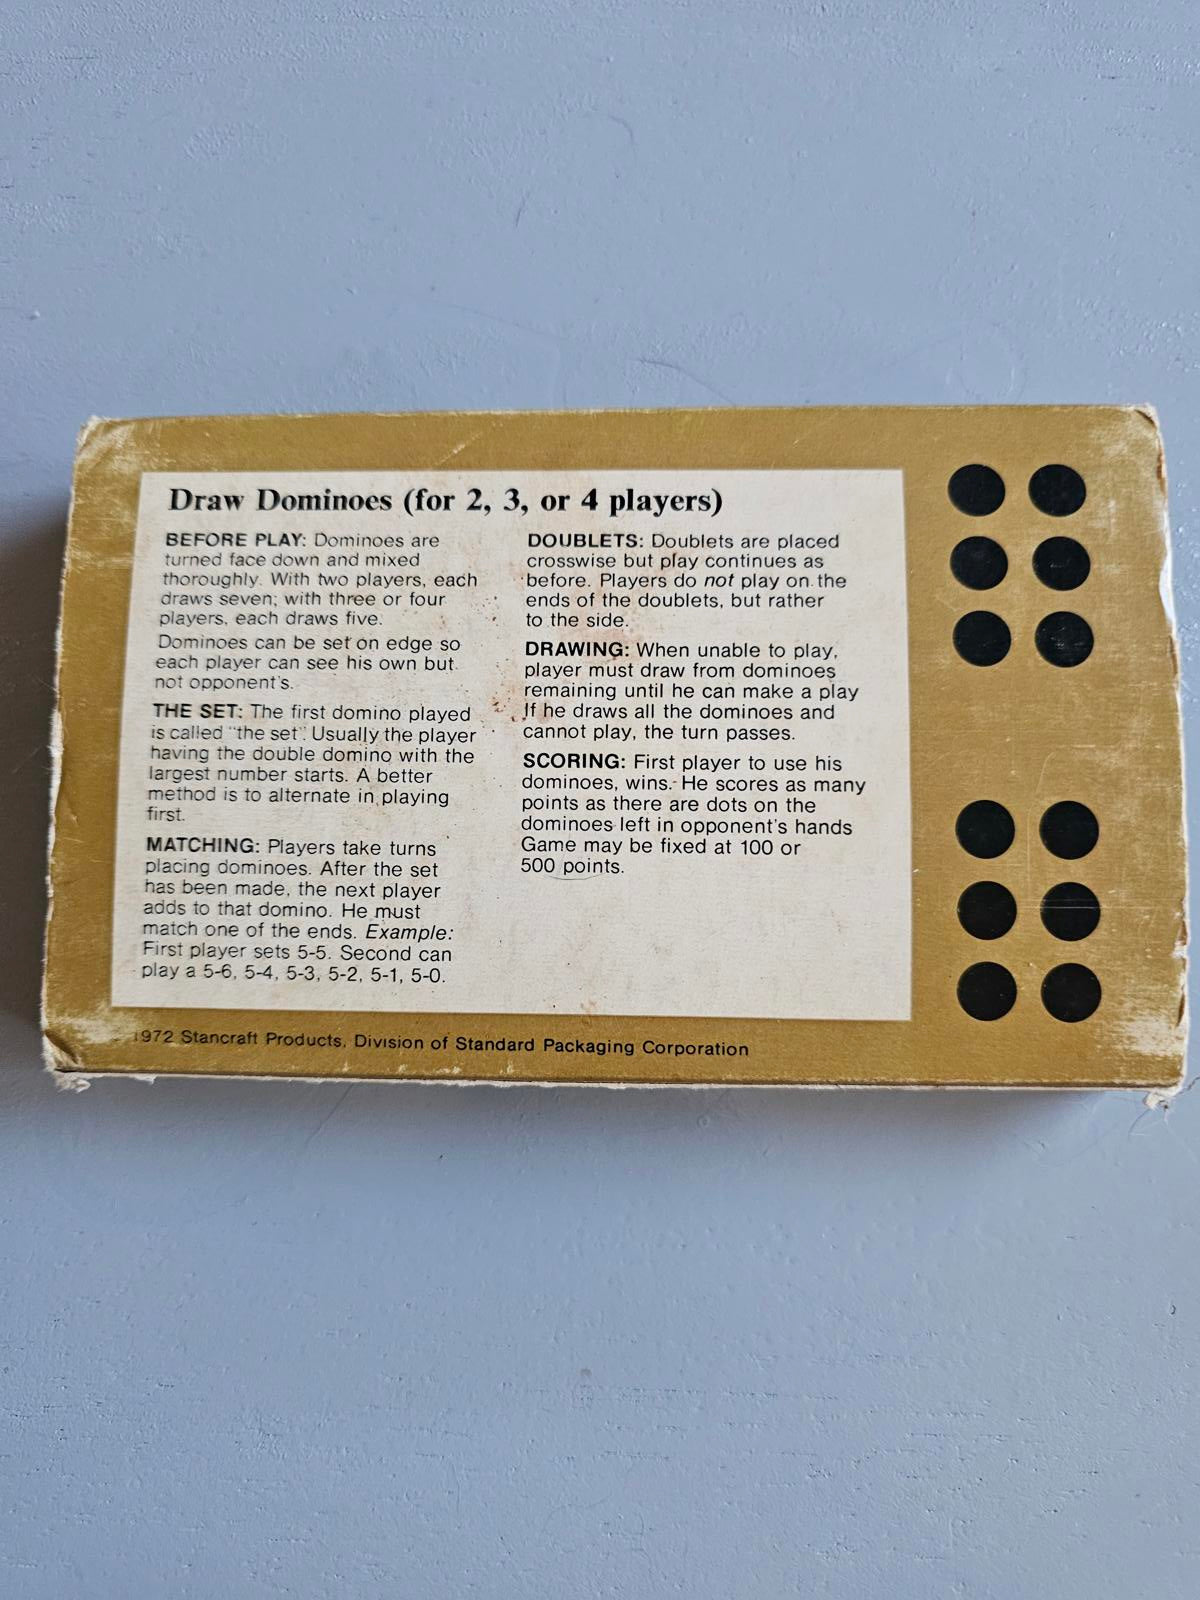 Draw Dominoes (for 2, 3, or 4 players)
BEFORE PLAY: Dominoes are
turned face down and mixed
thoroughly. With two players, each
draws seven; with three or four
players, each draws five.
Dominoes can be set on edge so
each player can see his own but
not opponent's.
THE SET: The first domino played
is called "the set". Usually the player
having the double domino with the
largest number starts. A better
method is to alternate in playing
first.
MATCHING: Players take turns
placing dominoes. After the set
has been made, the next player
adds to that domino. He must
match one of the ends. Example:
First player sets 5-5. Second can
play a 5-6, 5-4, 5-3, 5-2, 5-1, 5-0.
DOUBLETS: Doublets are placed
crosswise but play continues as
before. Players do not play on the
ends of the doublets, but rather
to the side.
DRAWING: When unable to play,
player must draw from dominoes
remaining until he can make a play
If he draws all the dominoes and
cannot play, the turn passes.
SCORING: First player to use his
dominoes, wins. He scores as many
points as there are dots on the
dominoes left in opponent's hands
Game may be fixed at 100 or
500 points.
1972 Stancraft Products, Division of Standard Packaging Corporation